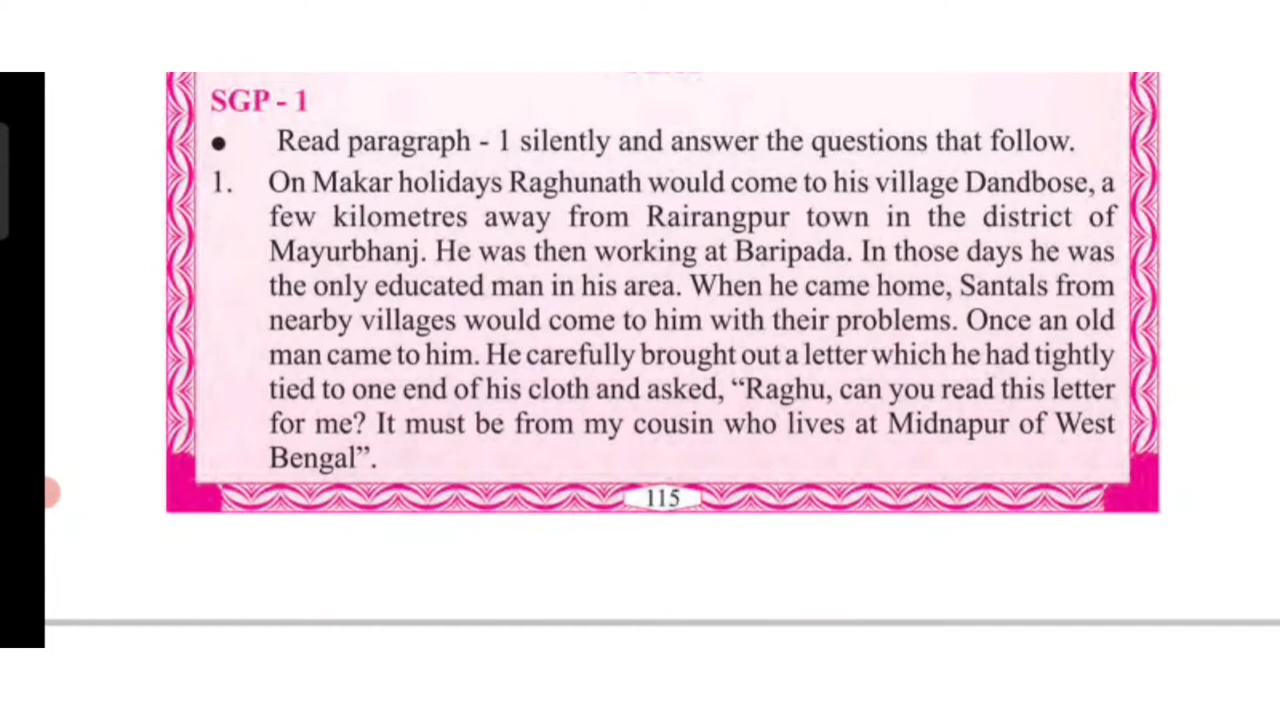 SGP - 1
● Read paragraph - 1 silently and answer the questions that follow.
1. On Makar holidays Raghunath would come to his village Dandbose, a
few kilometres away from Rairangpur town in the district of
Mayurbhanj. He was then working at Baripada. In those days he was
the only educated man in his area. When he came home, Santals from
nearby villages would come to him with their problems. Once an old
man came to him. He carefully brought out a letter which he had tightly
tied to one end of his cloth and asked, “Raghu, can you read this letter
for me? It must be from my cousin who lives at Midnapur of West
Bengal”.
115